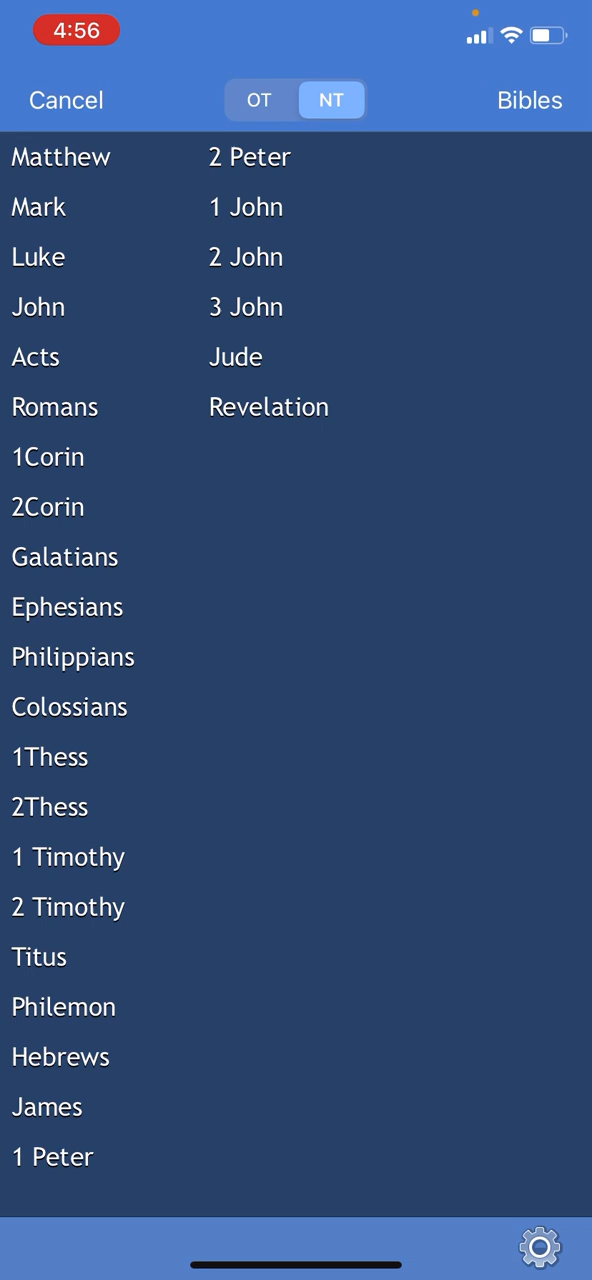 4:56
Cancel
OT
NT
Bibles
Matthew
Mark
Luke
John
Acts
Romans
1Corin
2Corin
Galatians
Ephesians
Philippians
Colossians
1Thess
2Thess
1 Timothy
2 Timothy
Titus
Philemon
Hebrews
James
1 Peter
2 Peter
1 John
2 John
3 John
Jude
Revelation